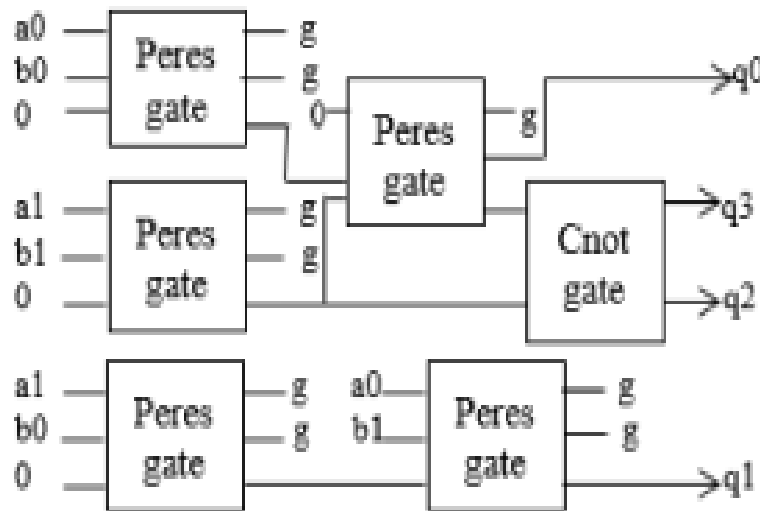 a0
b0
0
Peres
gate
g
g
0
Peres
gate
g
q0
a1
b1
0
Peres
gate
g
g
Cnot
gate
q3
q2
a1
b0
0
Peres
gate
g
g
a0
b1
Peres
gate
g
g
q1